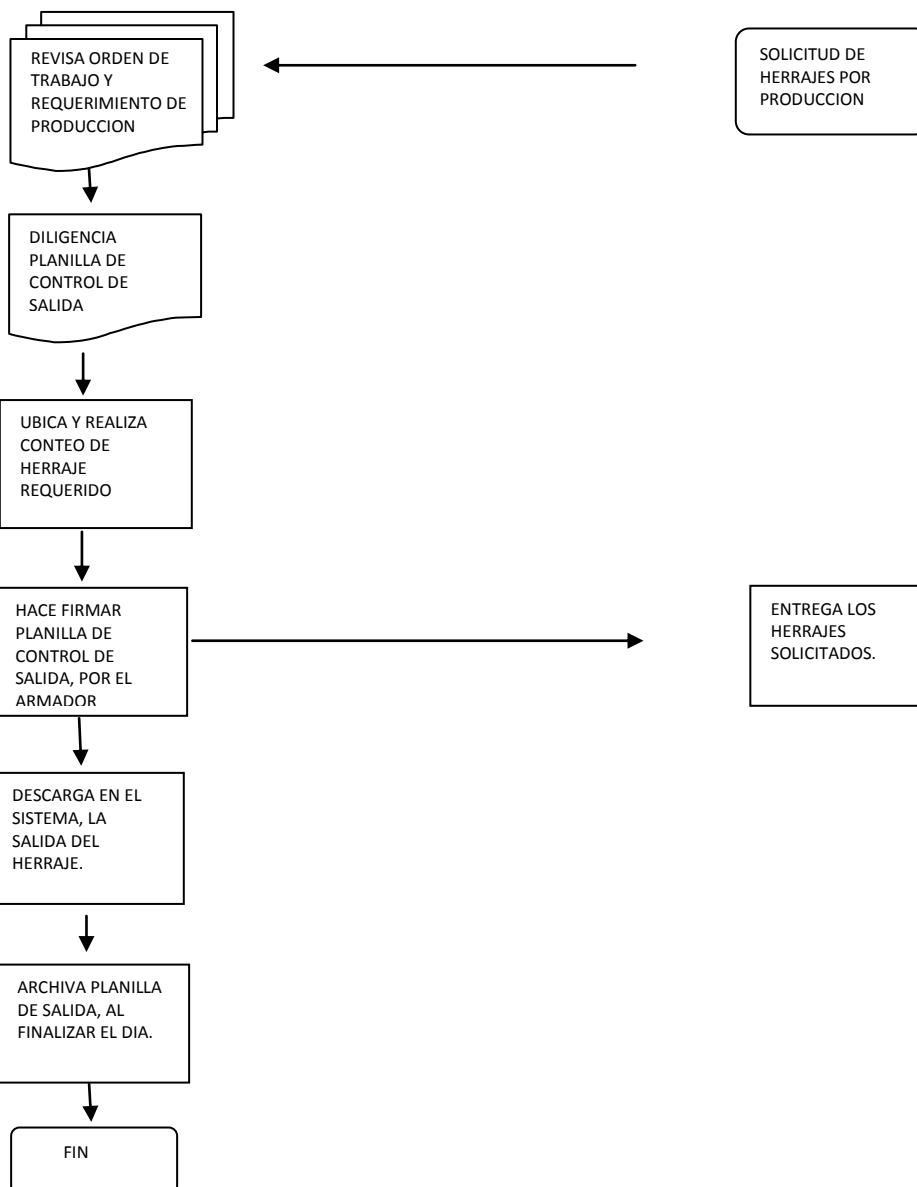 REVISA ORDEN DE
TRABAJO Y
REQUERIMIENTO DE
PRODUCCION
SOLICITUD DE
HERRAJES POR
PRODUCCION
DILIGENCIA
PLANILLA DE
CONTROL DE
SALIDA
UBICA Y REALIZA
CONTEO DE
HERRAJE
REQUERIDO
HACE FIRMAR
PLANILLA DE
CONTROL DE
SALIDA, POR EL
ARMADOR
ENTREGA LOS
HERRAJES
SOLICITADOS.
DESCARGA EN EL
SISTEMA, LA
SALIDA DEL
HERRAJE.
ARCHIVA PLANILLA
DE SALIDA, AL
FINALIZAR EL DIA.
FIN